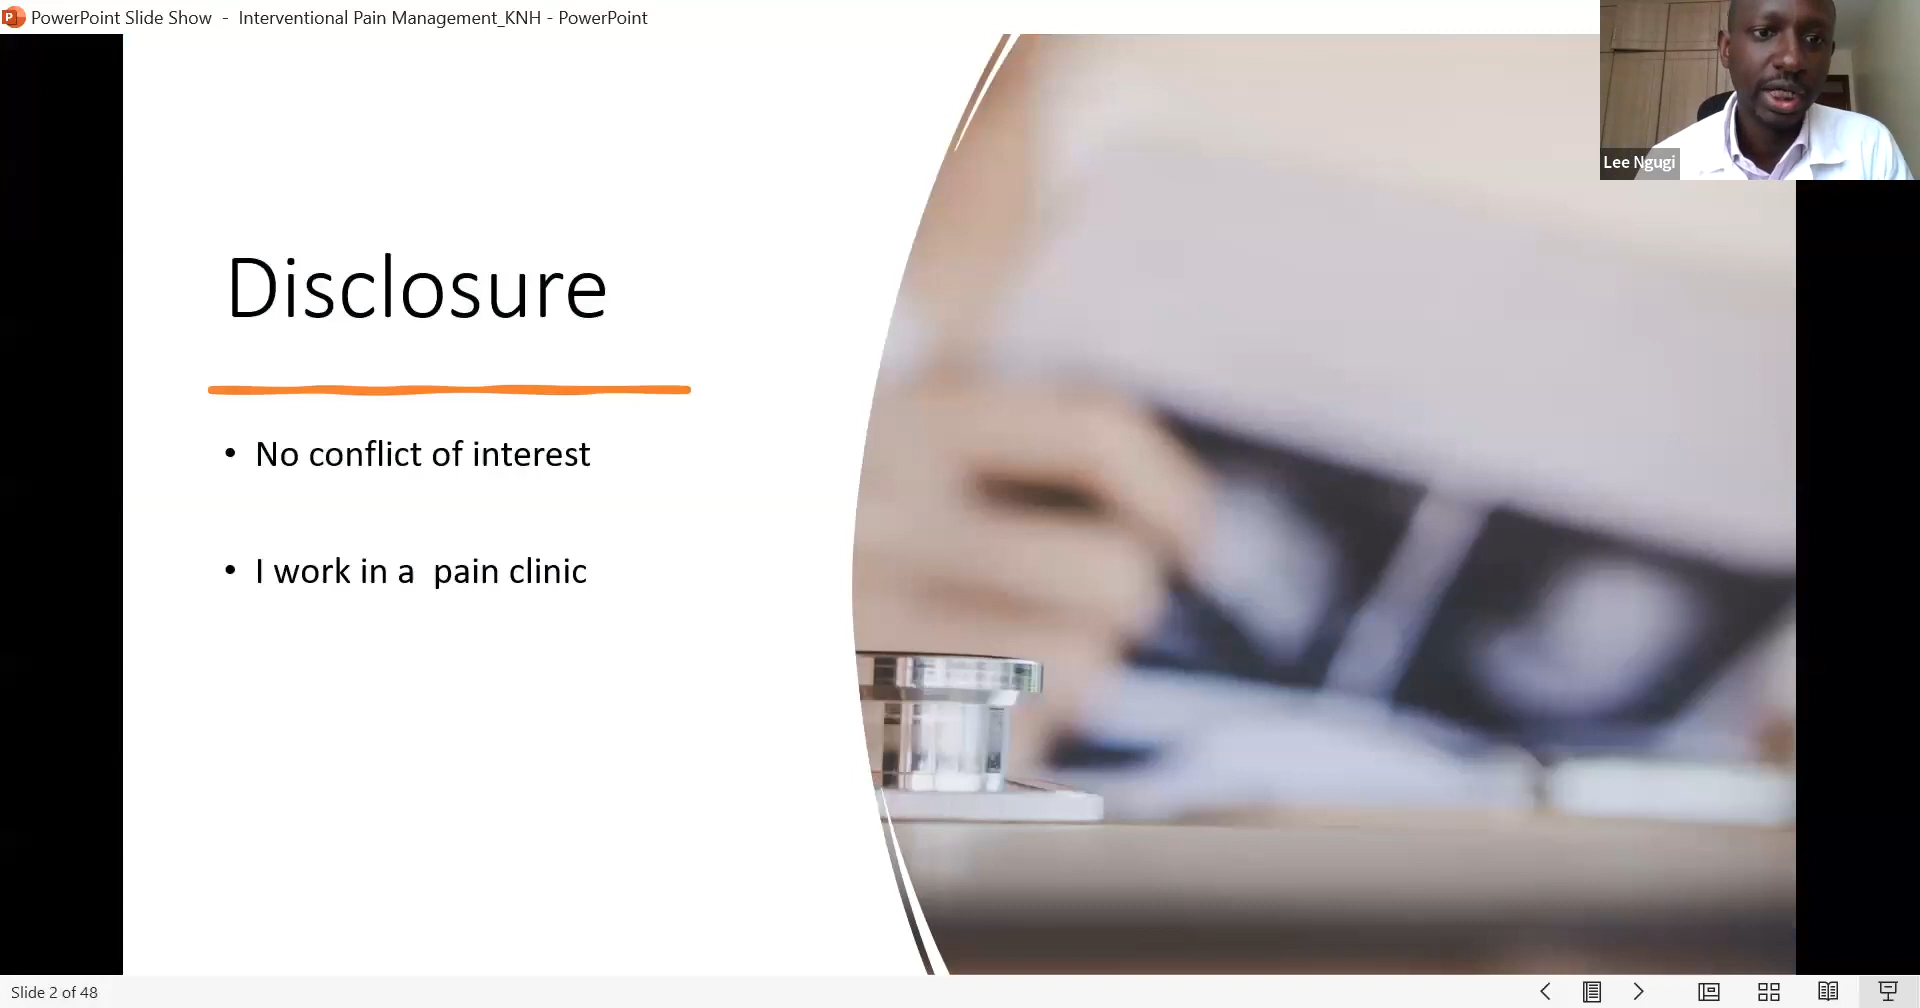 PowerPoint Slide Show - Interventional Pain Management_KNH - PowerPoint
Lee Ngugi
Disclosure
• No conflict of interest
• I work in a pain clinic
Slide 2 of 48